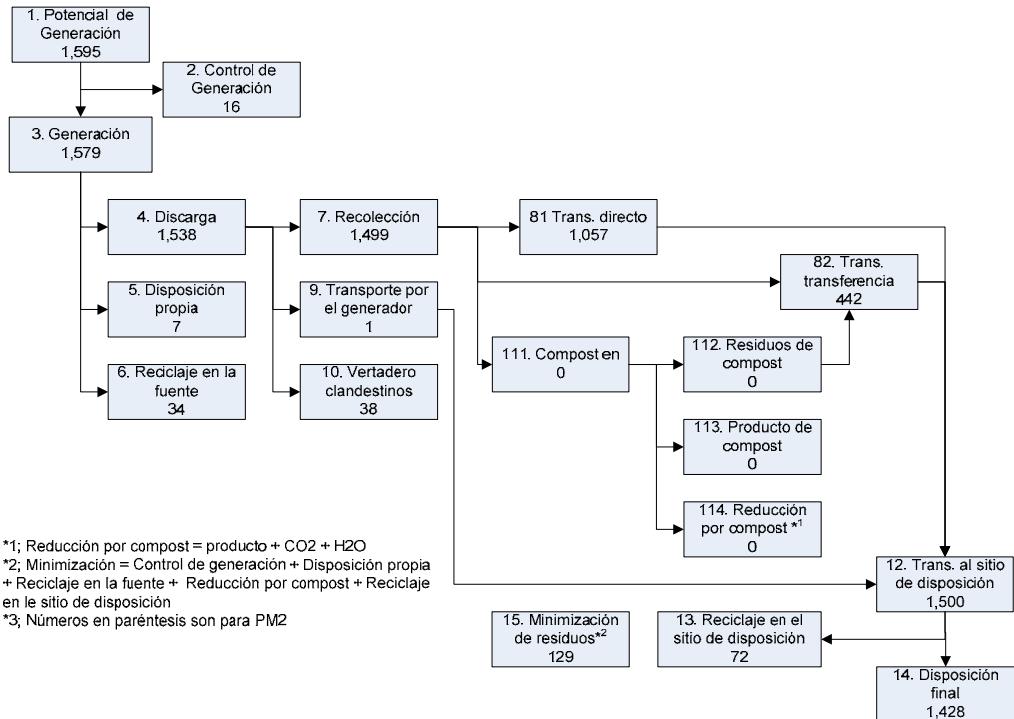 1. Potencial de
Generación
1,595
2. Control de
Generación
16
3. Generación
1,579
4. Discarga
1,538
7. Recolección
1,499
81 Trans. directo
1,057
82. Trans.
transferencia
442
5. Disposición
propia
7
9. Transporte por
el generador
1
111. Compost en
0
112. Residuos de
compost
0
6. Reciclaje en la
fuente
34
10. Vertadero
clandestinos
38
113. Producto de
compost
0
114. Reducción
por compost *1
0
*1; Reducción por compost = producto + CO2 + H2O
*2; Minimización = Control de generación + Disposición propia
+ Reciclaje en la fuente + Reducción por compost + Reciclaje
en le sitio de disposición
*3; Números en paréntesis son para PM2
12. Trans. al sitio
de disposición
1,500
15. Minimización
de resíduos*2
129
13. Reciclaje en el
sitio de disposición
72
14. Disposición
final
1,428